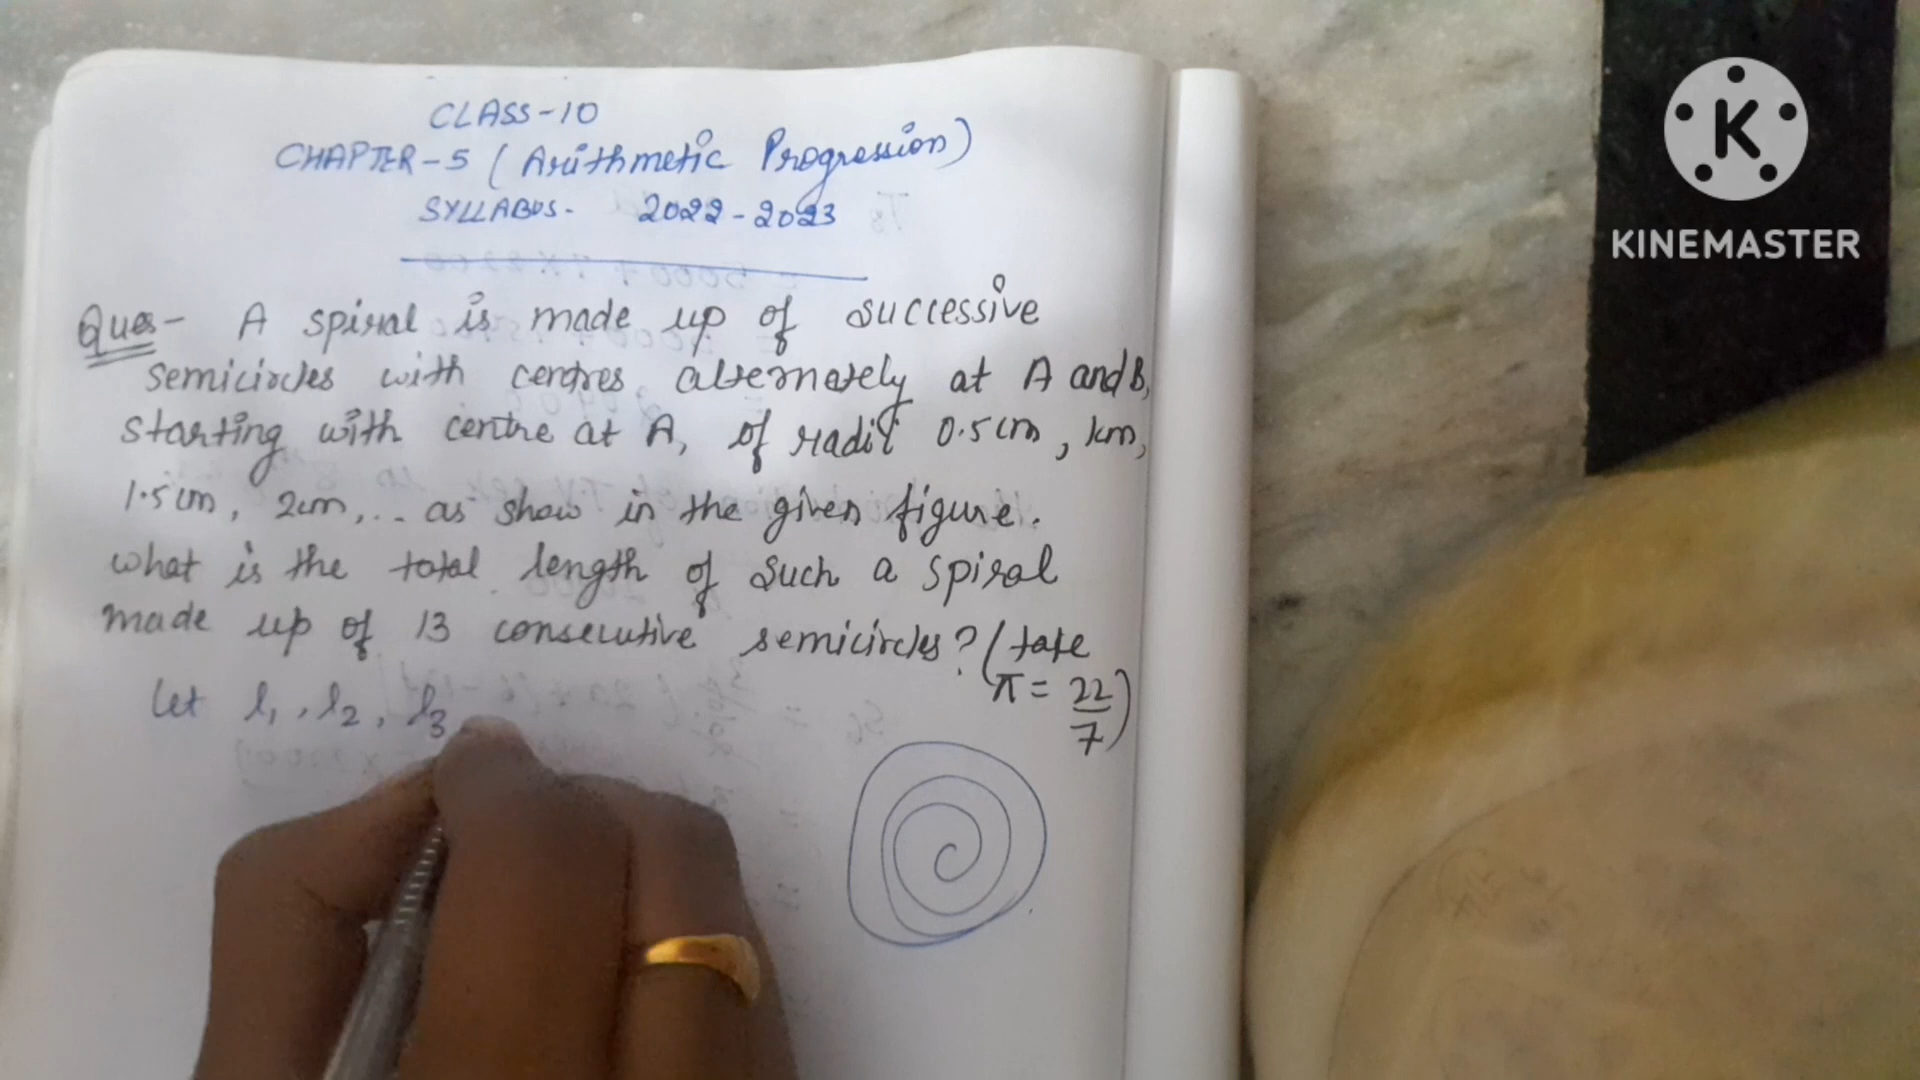 CLASS-10
CHAPTER-5 (Arithmetic Progression)
SYLLABUS- 2022-2023
Ques- A spiral is made up of successive
semicircles with centres alternately at A and B,
starting with centre at A, of radii 0.5cm, 1cm,
1.5cm, 2cm,... as show in the given figure.
what is the total length of such a spiral
made up of 13 consecutive semicircles? (take
π = 22/7)
Let l1, l2, l3
K
KINEMASTER